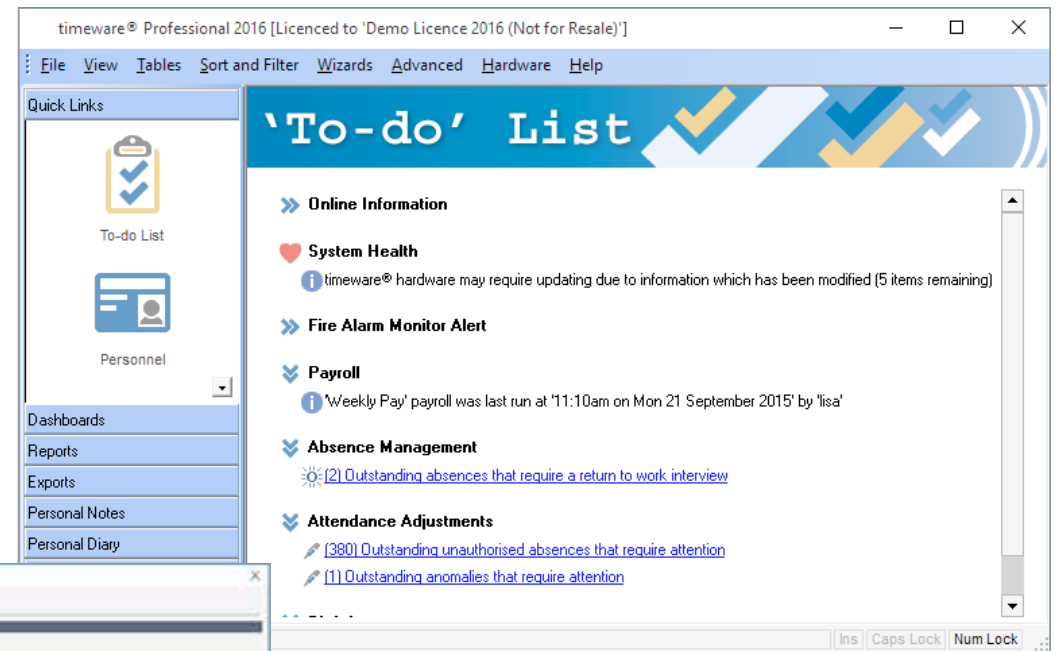 timeware® Professional 2016 [Licenced to 'Demo Licence 2016 (Not for Resale)']
File View Tables Sort and Filter Wizards Advanced Hardware Help
Quick Links
To-do List
Personnel
Dashboards
Reports
Exports
Personal Notes
Personal Diary
'To-do' List
Online Information
System Health
timeware® hardware may require updating due to information which has been modified (5 items remaining)
Fire Alarm Monitor Alert
Payroll
'Weekly Pay' payroll was last run at '11:10am on Mon 21 September 2015' by 'lisa'
Absence Management
(2) Outstanding absences that require a return to work interview
Attendance Adjustments
(380) Outstanding unauthorised absences that require attention
(1) Outstanding anomalies that require attention
Ins Caps Lock Num Lock